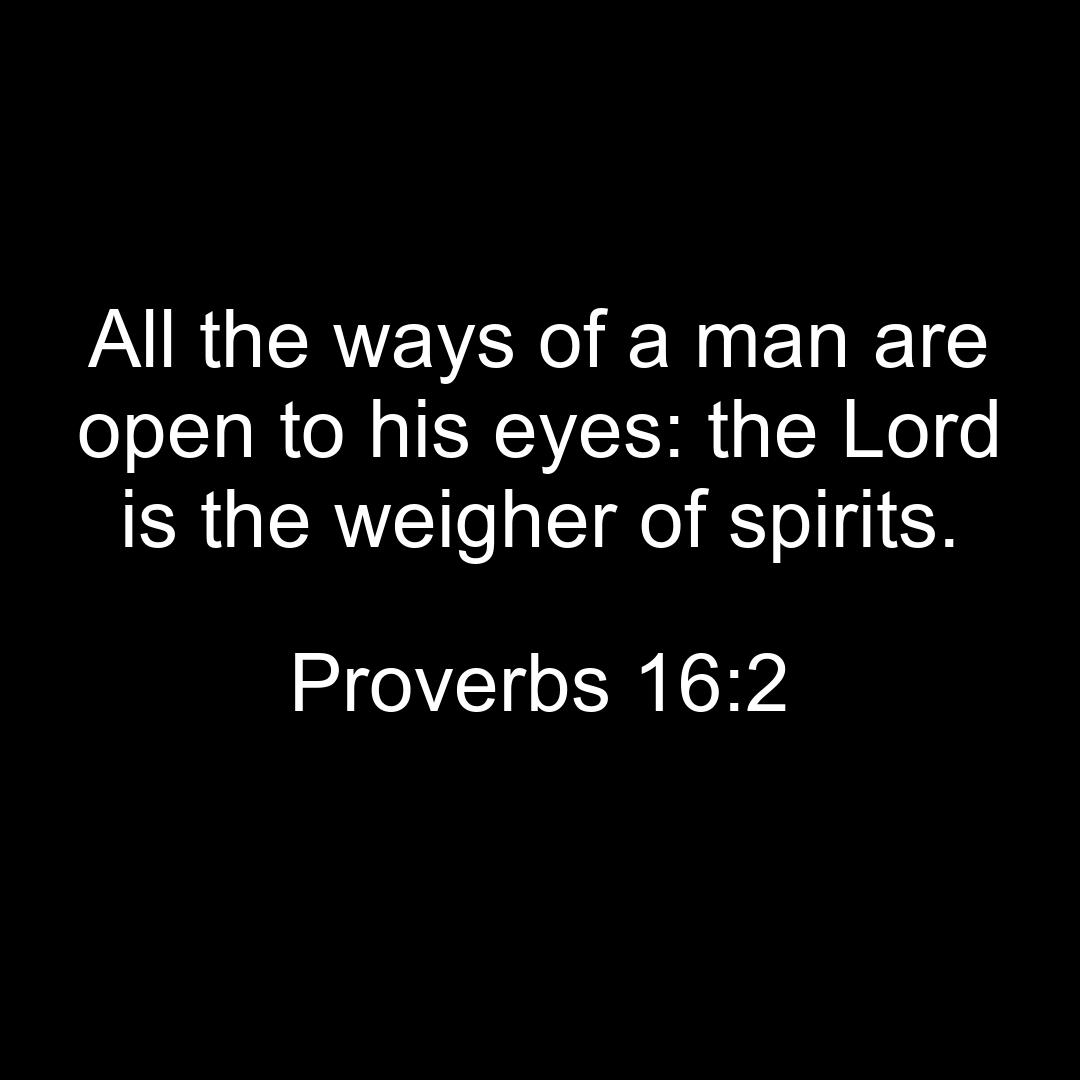 All the ways of a man are
open to his eyes: the Lord
is the weigher of spirits.
Proverbs 16:2